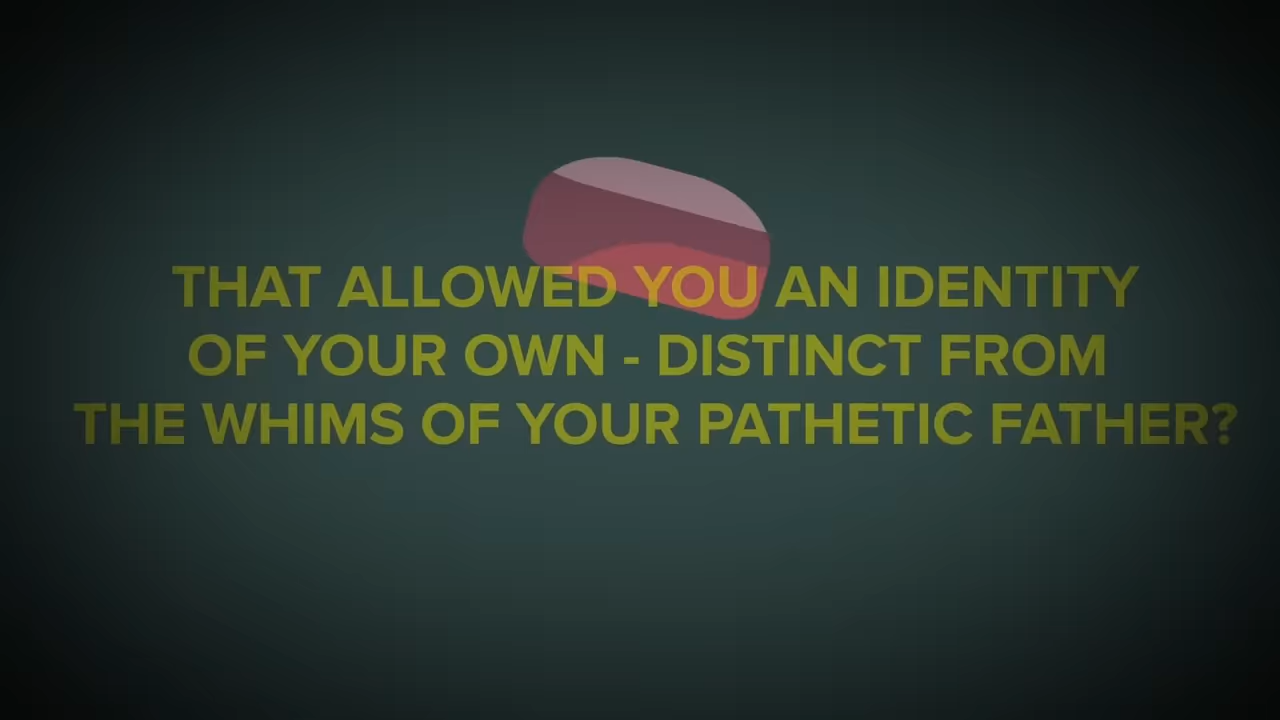 THAT ALLOWED YOU AN IDENTITY
OF YOUR OWN - DISTINCT FROM
THE WHIMS OF YOUR PATHETIC FATHER?